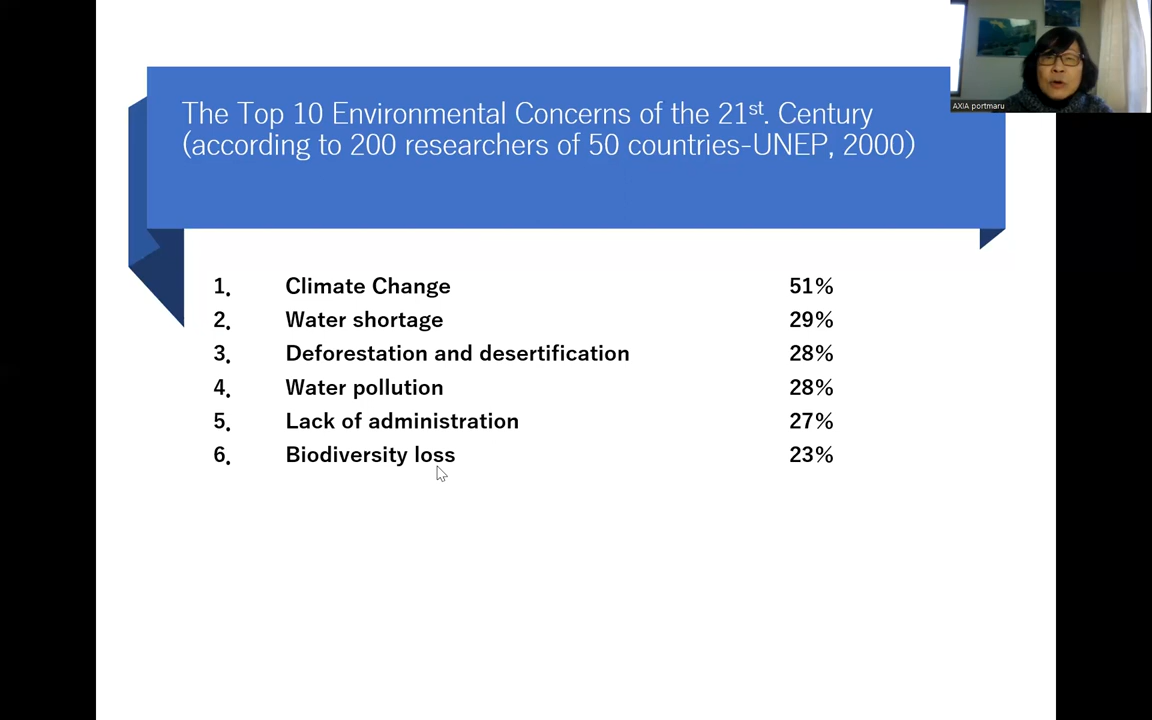 The Top 10 Environmental Concerns of the 21st. Century
(according to 200 researchers of 50 countries-UNEP, 2000)
1. Climate Change 51%
2. Water shortage 29%
3. Deforestation and desertification 28%
4. Water pollution 28%
5. Lack of administration 27%
6. Biodiversity loss 23%
AXIA portmaru